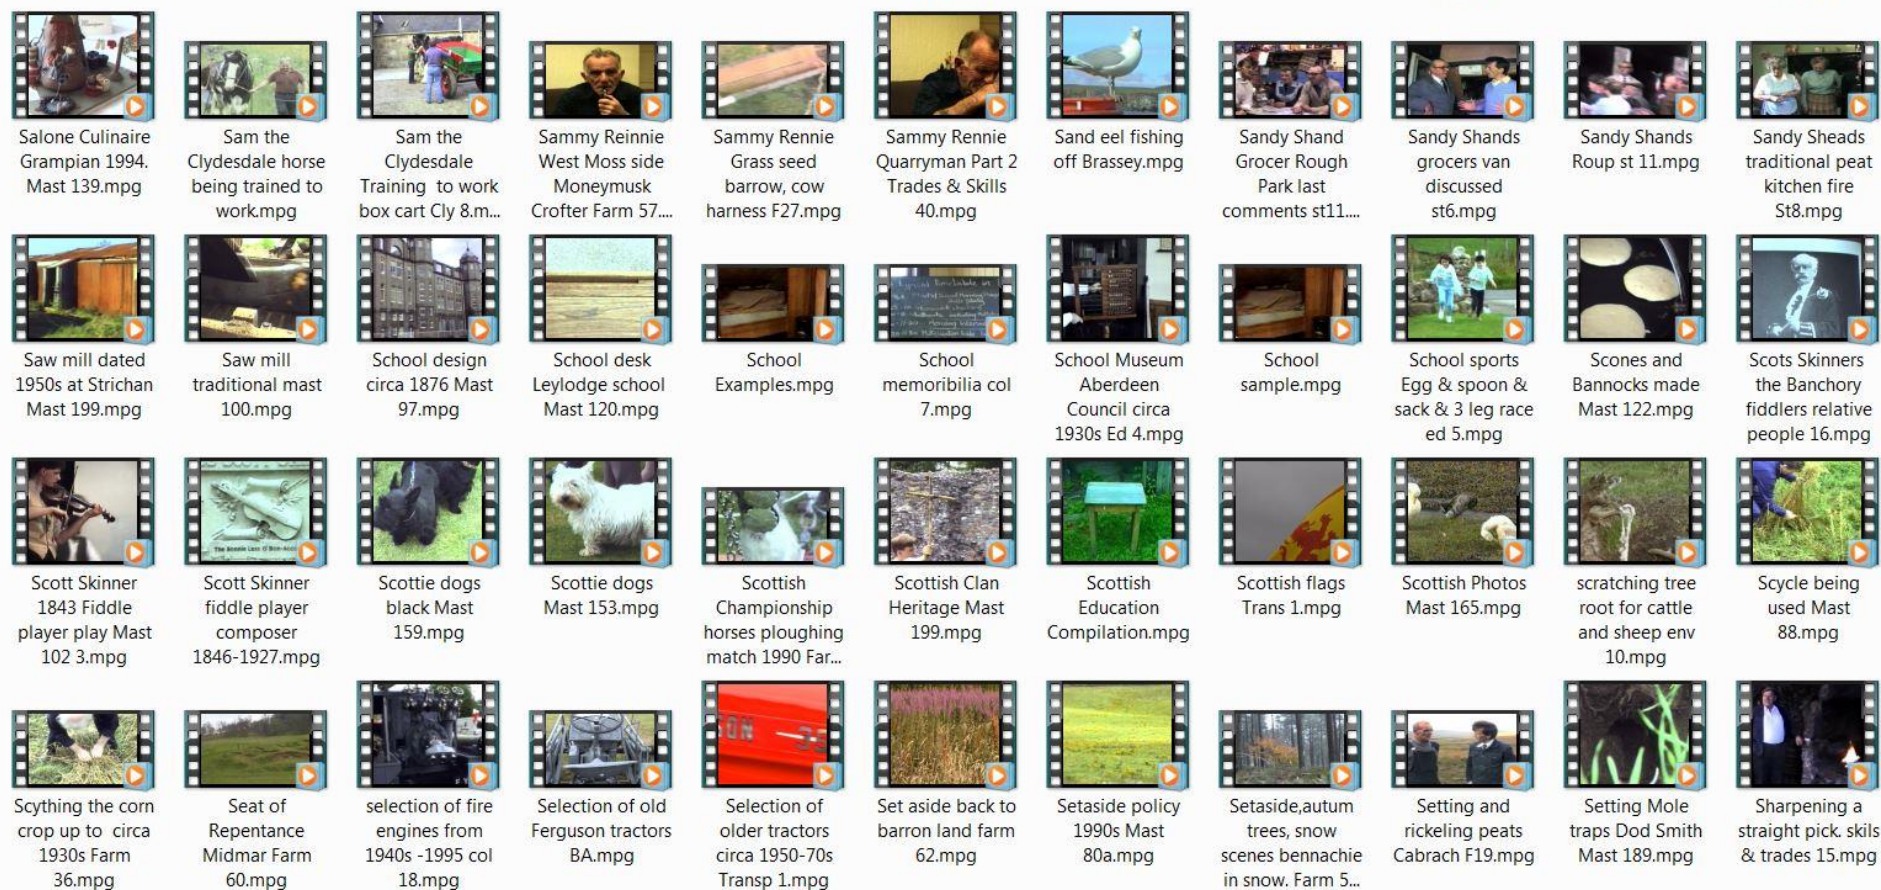 Salone Culinaire
Grampian 1994.
Mast 139.mpg
Sam the
Clydesdale horse
being trained to
work.mpg
Sam the
Clydesdale
Training to work
box cart Cly 8.m...
Sammy Reinnie
West Moss side
Moneymusk
Crofter Farm 57....
Sammy Rennie
Grass seed
barrow, cow
harness F27.mpg
Sammy Rennie
Quarryman Part 2
Trades & Skills
40.mpg
Sand eel fishing
off Brassey.mpg
Sandy Shand
Grocer Rough
Park last
comments st11....
Sandy Shands
grocers van
discussed
st6.mpg
Sandy Shands
Roup st 11.mpg
Sandy Sheads
traditional peat
kitchen fire
St8.mpg
Saw mill dated
1950s at Strichan
Mast 199.mpg
Saw mill
traditional mast
100.mpg
School design
circa 1876 Mast
97.mpg
School desk
Leylodge school
Mast 120.mpg
School
Examples.mpg
School
memoribilia col
7.mpg
School Museum
Aberdeen
Council circa
1930s Ed 4.mpg
School
sample.mpg
School sports
Egg & spoon &
sack & 3 leg race
ed 5.mpg
Scones and
Bannocks made
Mast 122.mpg
Scots Skinners
the Banchory
fiddlers relative
people 16.mpg
Scott Skinner
1843 Fiddle
player play Mast
102 3.mpg
The Bonnie Lass O' Bon-Acco
Scott Skinner
fiddle player
composer
1846-1927.mpg
Scottie dogs
black Mast
159.mpg
Scottie dogs
Mast 153.mpg
Scottish
Championship
horses ploughing
match 1990 Far...
Scottish Clan
Heritage Mast
199.mpg
Scottish
Education
Compilation.mpg
Scottish flags
Trans 1.mpg
Scottish Photos
Mast 165.mpg
scratching tree
root for cattle
and sheep env
10.mpg
Scycle being
used Mast
88.mpg
Scything the corn
crop up to circa
1930s Farm
36.mpg
Seat of
Repentance
Midmar Farm
60.mpg
selection of fire
engines from
1940s -1995 col
18.mpg
Selection of old
Ferguson tractors
BA.mpg
Selection of
older tractors
circa 1950-70s
Transp 1.mpg
Set aside back to
barron land farm
62.mpg
Setaside policy
1990s Mast
80a.mpg
Setaside,autum
trees, snow
scenes bennachie
in snow. Farm 5...
Setting and
rickeling peats
Cabrach F19.mpg
Setting Mole
traps Dod Smith
Mast 189.mpg
Sharpening a
straight pick. skils
& trades 15.mpg